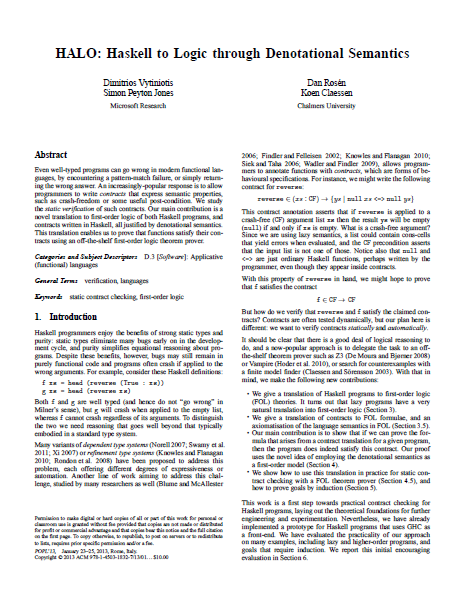 HALO: Haskell to Logic through Denotational Semantics
Dimitrios Vytiniotis
Simon Peyton Jones
Microsoft Research
Dan Rosén
Koen Claessen
Chalmers University
Abstract
Even well-typed programs can go wrong in modern functional lan-
guages, by encountering a pattern-match failure, or simply return-
ing the wrong answer. An increasingly-popular response is to allow
programmers to write contracts that express semantic properties,
such as crash-freedom or some useful post-condition. We study
the static verification of such contracts. Our main contribution is a
novel translation to first-order logic of both Haskell programs, and
contracts written in Haskell, all justified by denotational semantics.
This translation enables us to prove that functions satisfy their con-
tracts using an off-the-shelf first-order logic theorem prover.
Categories and Subject Descriptors D.3 [Software]: Applicative
(functional) languages
General Terms verification, languages
Keywords static contract checking, first-order logic
1. Introduction
Haskell programmers enjoy the benefits of strong static types and
purity: static types eliminate many bugs early on in the develop-
ment cycle, and purity simplifies equational reasoning about pro-
grams. Despite these benefits, however, bugs may still remain in
purely functional code and programs often crash if applied to the
wrong arguments. For example, consider these Haskell definitions:
f xs = head (reverse (True : xs))
g xs = head (reverse xs)
Both f and g are well typed (and hence do not “go wrong” in
Milner’s sense), but g will crash when applied to the empty list,
whereas f cannot crash regardless of its arguments. To distinguish
the two we need reasoning that goes well beyond that typically
embodied in a standard type system.
Many variants of dependent type systems (Norell 2007; Swamy et al.
2011; Xi 2007) or refinement type systems (Knowles and Flanagan
2010; Rondon et al. 2008) have been proposed to address this
problem, each offering different degrees of expressiveness or
automation. Another line of work aiming to address this chal-
lenge, studied by many researchers as well (Blume and McAllester
Permission to make digital or hard copies of all or part of this work for personal or
classroom use is granted without fee provided that copies are not made or distributed
for profit or commercial advantage and that copies bear this notice and the full citation
on the first page. To copy otherwise, to republish, to post on servers or to redistribute
to lists, requires prior specific permission and/or a fee.
POPL’13, January 23–25, 2013, Rome, Italy.
Copyright © 2013 ACM 978-1-4503-1832-7/13/01... $10.00
2006; Findler and Felleisen 2002; Knowles and Flanagan 2010;
Siek and Taha 2006; Wadler and Findler 2009), allows program-
mers to annotate functions with contracts, which are forms of be-
havioural specifications. For instance, we might write the following
contract for reverse:
reverse ∈ (xs : CF) → {ys | null xs <=> null ys}
This contract annotation asserts that if reverse is applied to a
crash-free (CF) argument list xs then the result ys will be empty
(null) if and only if xs is empty. What is a crash-free argument?
Since we are using lazy semantics, a list could contain cons-cells
that yield errors when evaluated, and the CF precondition asserts
that the input list is not one of those. Notice also that null and
<=> are just ordinary Haskell functions, perhaps written by the
programmer, even though they appear inside contracts.
With this property of reverse in hand, we might hope to prove
that f satisfies the contract
f ∈ CF → CF
But how do we verify that reverse and f satisfy the claimed con-
tracts? Contracts are often tested dynamically, but our plan here is
different: we want to verify contracts statically and automatically.
It should be clear that there is a good deal of logical reasoning to
do, and a now-popular approach is to delegate the task to an off-
the-shelf theorem prover such as Z3 (De Moura and Bjørner 2008)
or Vampire (Hoder et al. 2010), or search for counterexamples with
a finite model finder (Claessen and Sörensson 2003). With that in
mind, we make the following new contributions:
• We give a translation of Haskell programs to first-order logic
(FOL) theories. It turns out that lazy programs have a very
natural translation into first-order logic (Section 3).
• We give a translation of contracts to FOL formulae, and an
axiomatisation of the language semantics in FOL (Section 3.5).
• Our main contribution is to show that if we can prove the for-
mula that arises from a contract translation for a given program,
then the program does indeed satisfy this contract. Our proof
uses the novel idea of employing the denotational semantics as
a first-order model (Section 4).
• We show how to use this translation in practice for static con-
tract checking with a FOL theorem prover (Section 4.5), and
how to prove goals by induction (Section 5).
This work is a first step towards practical contract checking for
Haskell programs, laying out the theoretical foundations for further
engineering and experimentation. Nevertheless, we have already
implemented a prototype for Haskell programs that uses GHC as
a front-end. We have evaluated the practicality of our approach
on many examples, including lazy and higher-order programs, and
goals that require induction. We report this initial encouraging
evaluation in Section 6.